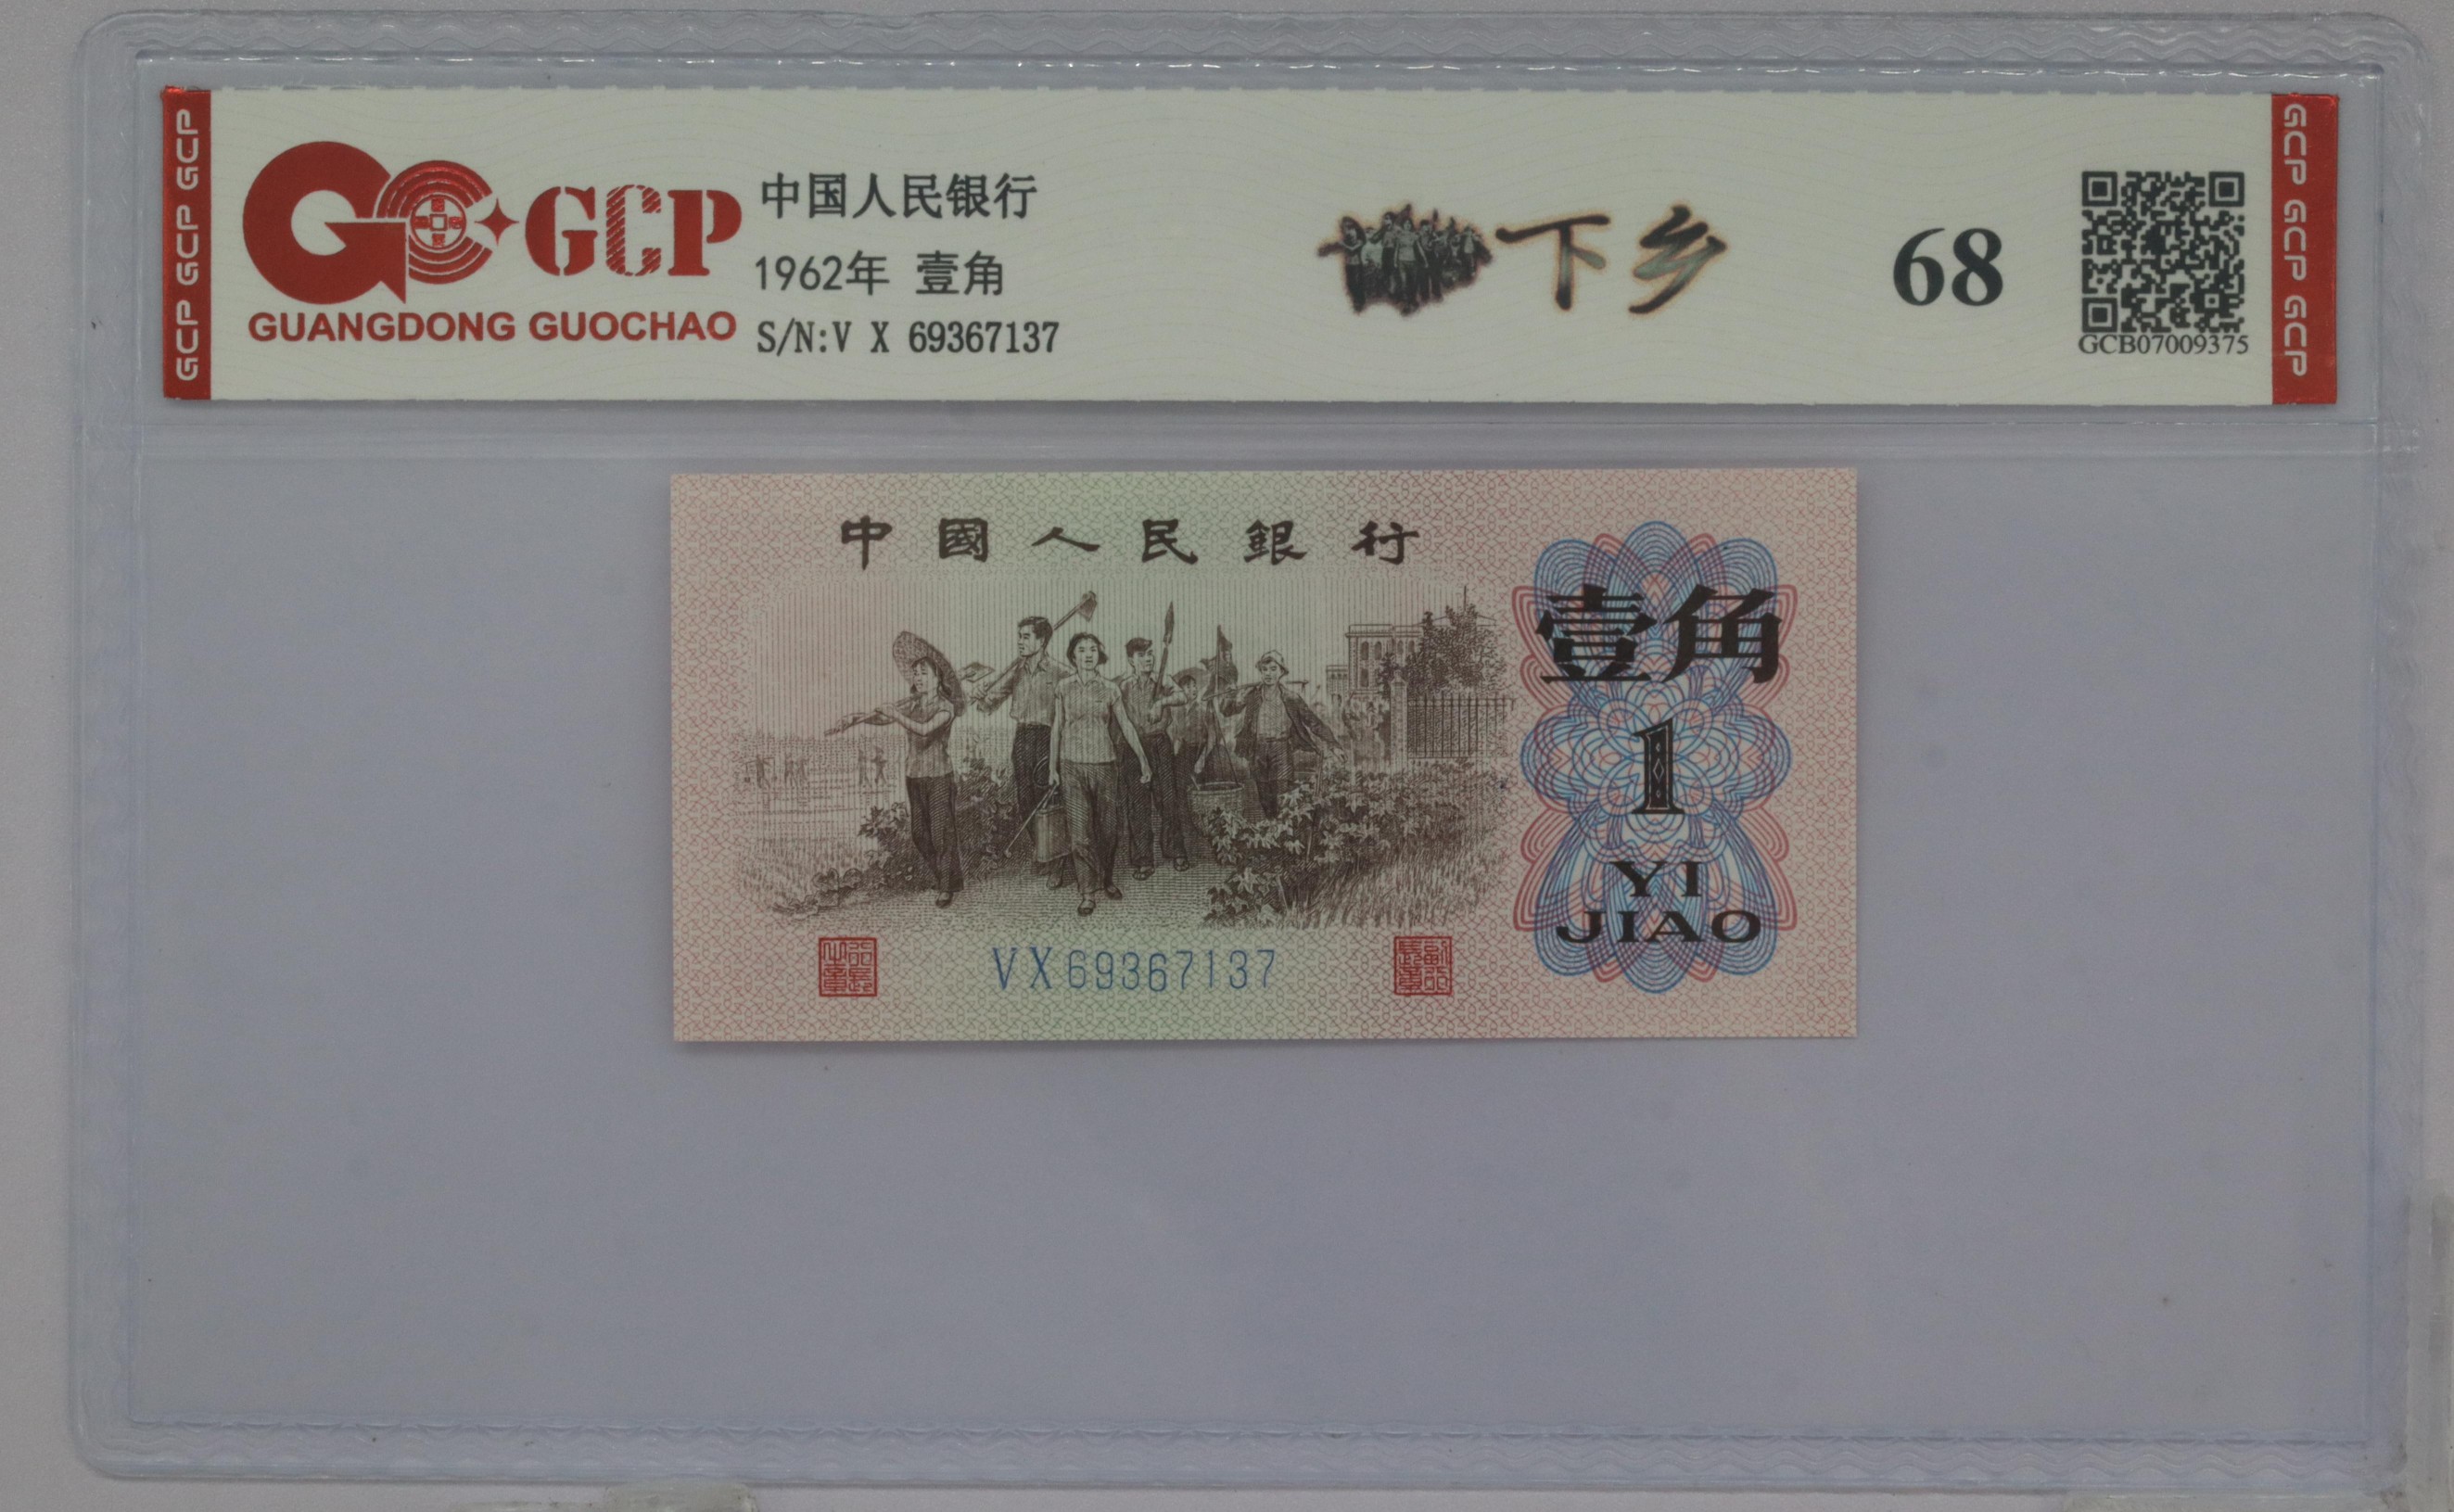 GCP GCP GCP
GCP
GUANGDONG GUOCHAO
中国人民银行
1962年 壹角
S/N:V X 69367137
下乡
68
GCB07009375
GCP GCP GCP
中國人民銀行
壹角
1
YI
JIAO
VX69367137